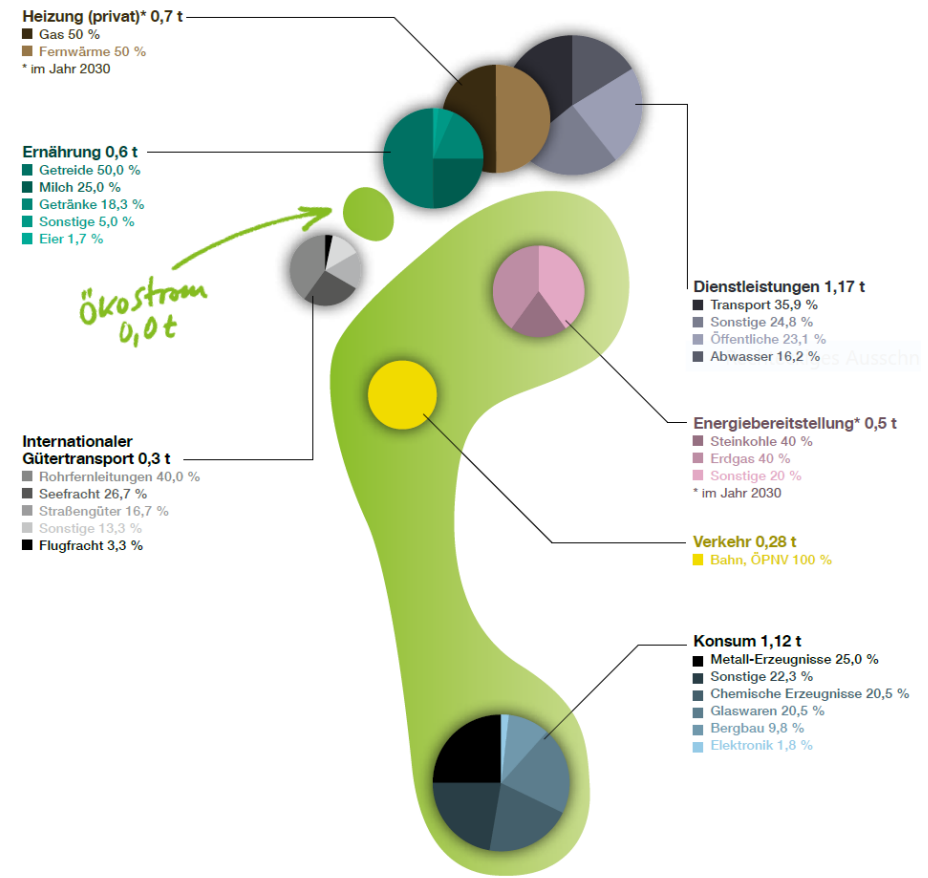 Heizung (privat)* 0,7 t
Gas 50 %
Fernwärme 50 %
* im Jahr 2030
Ernährung 0,6 t
Getreide 50,0 %
Milch 25,0 %
Getränke 18,3 %
Sonstige 5,0 %
Eier 1,7 %
Ökostrom
0,0 t
Internationaler
Gütertransport 0,3 t
Rohrfernleitungen 40,0 %
Seefracht 26,7 %
Straßengüter 16,7 %
Sonstige 13,3 %
Flugfracht 3,3 %
Dienstleistungen 1,17 t
Transport 35,9 %
Sonstige 24,8 %
Öffentliche 23,1 %
Abwasser 16,2 %
es Ausschn
Energiebereitstellung* 0,5 t
Steinkohle 40 %
Erdgas 40 %
Sonstige 20 %
* im Jahr 2030
Verkehr 0,28 t
Bahn, ÖPNV 100 %
Konsum 1,12 t
Metall-Erzeugnisse 25,0 %
Sonstige 22,3 %
Chemische Erzeugnisse 20,5 %
Glaswaren 20,5 %
Bergbau 9,8 %
Elektronik 1,8 %